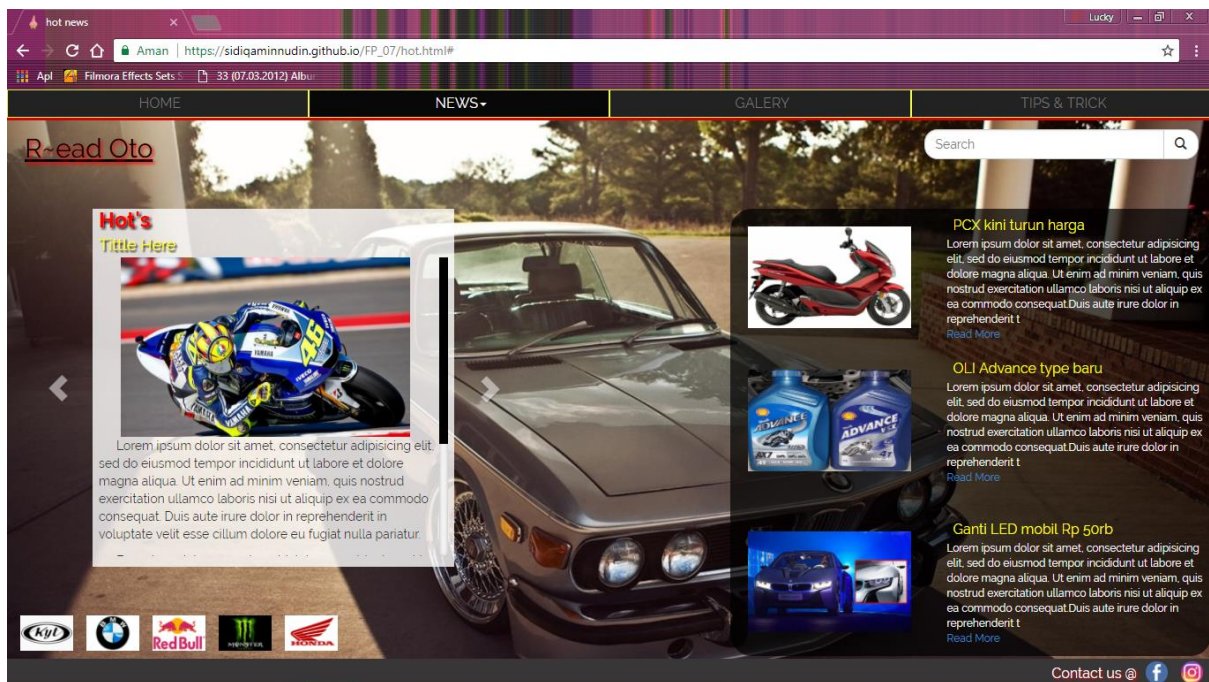 hot news
Lucky
Aman | https://sidiqaminnudin.github.io/FP_07/hot.html#
Apl Filmora Effects Sets 33 (07.03.2012) Albu
HOME NEWS GALERY TIPS & TRICK
R~ead Oto
Search
Hot's
Tittle Here
46
YAMAHA
Lorem ipsum dolor sit amet, consectetur adipisicing elit,
sed do eiusmod tempor incididunt ut labore et dolore
magna aliqua. Ut enim ad minim veniam, quis nostrud
exercitation ullamco laboris nisi ut aliquip ex ea commodo
consequat. Duis aute irure dolor in reprehenderit in
voluptate velit esse cillum dolore eu fugiat nulla pariatur.
PCX kini turun harga
Lorem ipsum dolor sit amet, consectetur adipisicing
elit, sed do eiusmod tempor incididunt ut labore et
dolore magna aliqua. Ut enim ad minim veniam, quis
nostrud exercitation ullamco laboris nisi ut aliquip ex
ea commodo consequat.Duis aute irure dolor in
reprehenderit t
Read More
ADVANCE
ADVANCE
OLI Advance type baru
Lorem ipsum dolor sit amet, consectetur adipisicing
elit, sed do eiusmod tempor incididunt ut labore et
dolore magna aliqua. Ut enim ad minim veniam, quis
nostrud exercitation ullamco laboris nisi ut aliquip ex
ea commodo consequat.Duis aute irure dolor in
reprehenderit t
Read More
Ganti LED mobil Rp 50rb
Lorem ipsum dolor sit amet, consectetur adipisicing
elit, sed do eiusmod tempor incididunt ut labore et
dolore magna aliqua. Ut enim ad minim veniam, quis
nostrud exercitation ullamco laboris nisi ut aliquip ex
ea commodo consequat.Duis aute irure dolor in
reprehenderit t
Read More
Kyt BMW Red Bull MONSTER HONDA
Contact us @